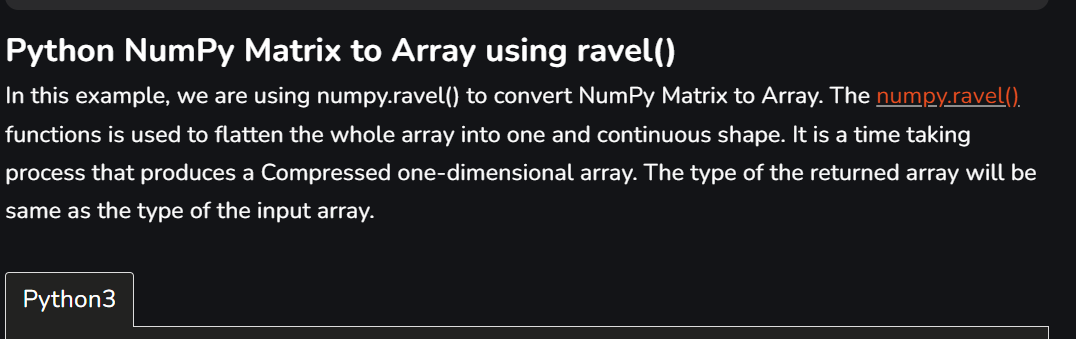 Python NumPy Matrix to Array using ravel()
In this example, we are using numpy.ravel() to convert NumPy Matrix to Array. The numpy.ravel()
functions is used to flatten the whole array into one and continuous shape. It is a time taking
process that produces a Compressed one-dimensional array. The type of the returned array will be
same as the type of the input array.
Python3